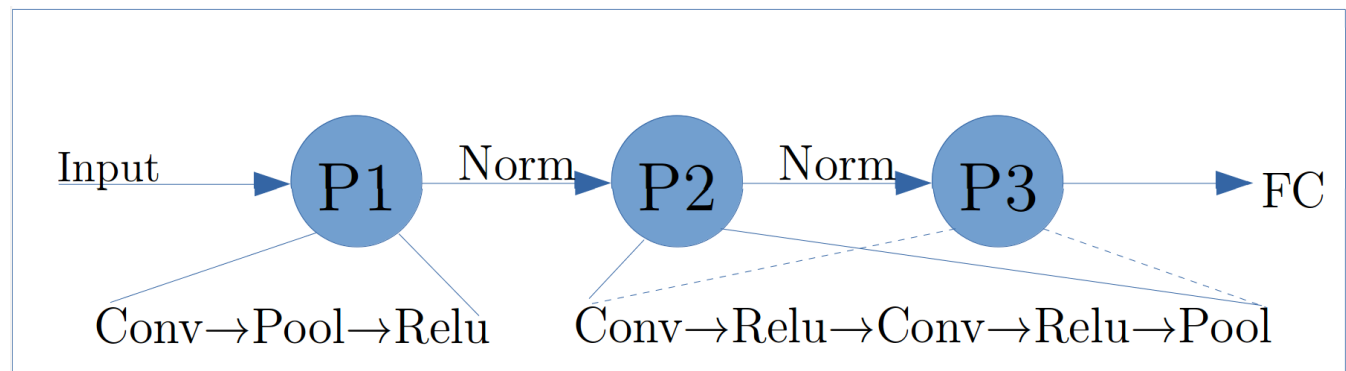 Input P1 Norm P2 Norm P3 FC
Conv→Pool→Relu Conv→Relu→Conv→Relu→Pool